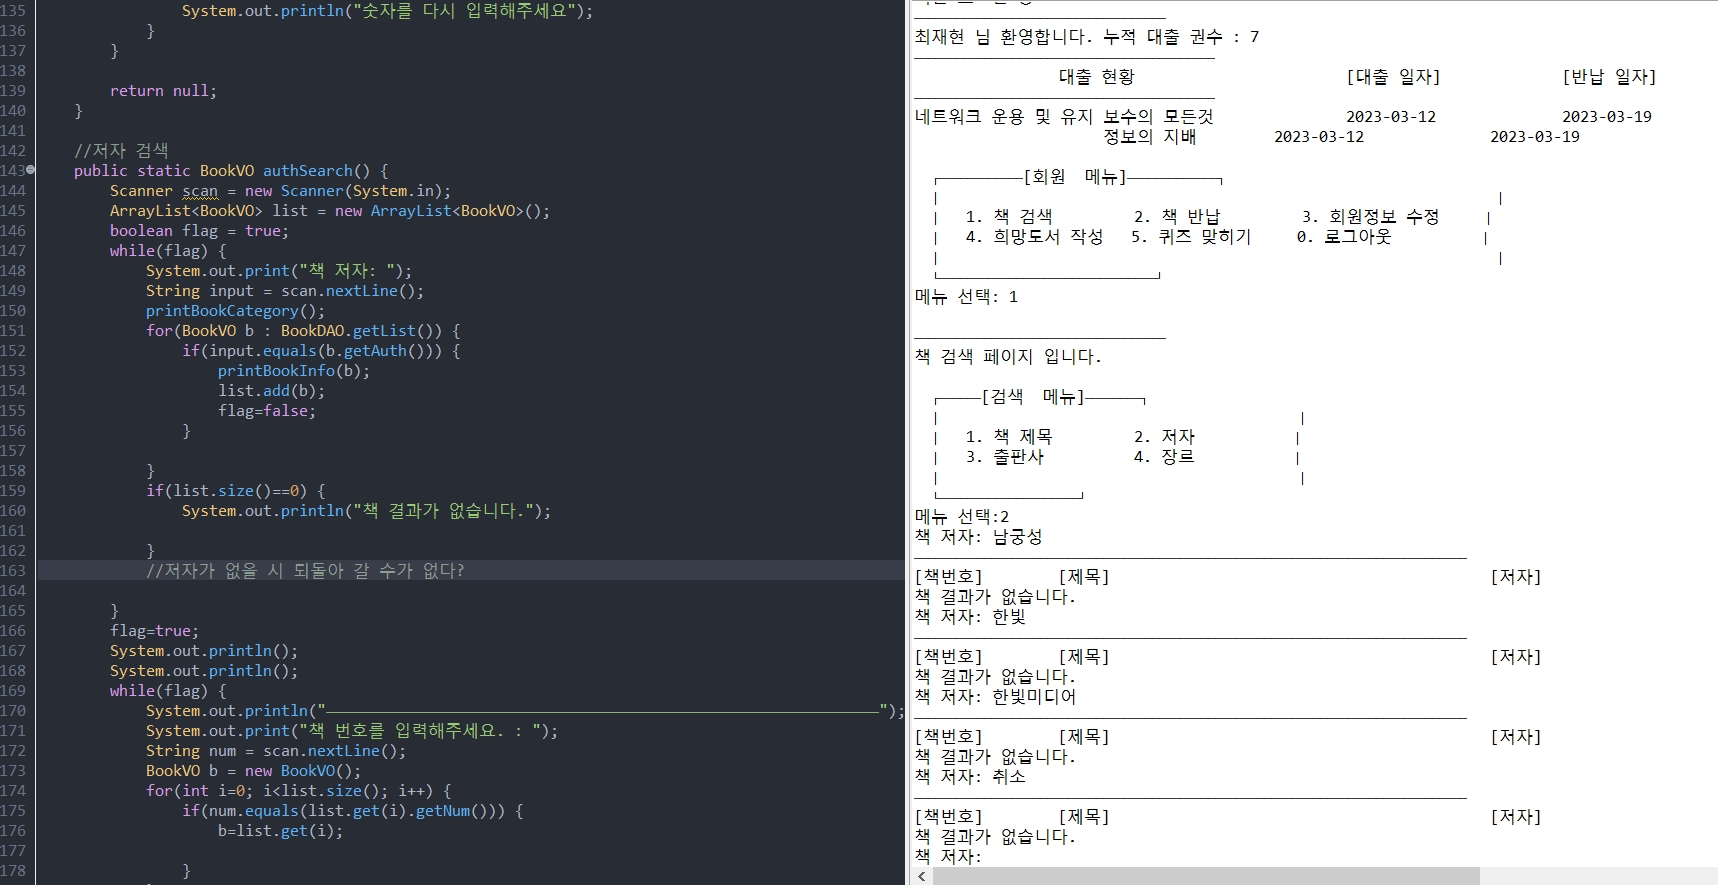 135 System.out.println("숫자를 다시 입력해주세요");
136 }
137 }
138
139 return null;
140 }
141
142 //저자 검색
143 public static BookVO authSearch() {
144 Scanner scan = new Scanner(System.in);
145 ArrayList<BookVO> list = new ArrayList<BookVO>();
146 boolean flag = true;
147 while(flag) {
148 System.out.print("책 저자: ");
149 String input = scan.nextLine();
150 printBookCategory();
151 for(BookVO b : BookDAO.getList()) {
152 if(input.equals(b.getAuth())) {
153 printBookInfo(b);
154 list.add(b);
155 flag=false;
156 }
157
158 }
159 if(list.size()==0) {
160 System.out.println("책 결과가 없습니다.");
161
162 }
163 //저자가 없을 시 되돌아 갈 수가 없다?
164
165 }
166 flag=true;
167 System.out.println();
168 System.out.println();
169 while(flag) {
170 System.out.println("———————————————————————————————");
171 System.out.print("책 번호를 입력해주세요. : ");
172 String num = scan.nextLine();
173 BookVO b = new BookVO();
174 for(int i=0; i<list.size(); i++) {
175 if(num.equals(list.get(i).getNum())) {
176 b=list.get(i);
177
178 }
최재현 님 환영합니다. 누적 대출 권수 : 7
대출 현황 [대출 일자] [반납 일자]
네트워크 운용 및 유지 보수의 모든것 2023-03-12 2023-03-19
정보의 지배 2023-03-12 2023-03-19
[회원 메뉴]
1. 책 검색 2. 책 반납 3. 회원정보 수정
4. 희망도서 작성 5. 퀴즈 맞히기 0. 로그아웃
메뉴 선택: 1
책 검색 페이지 입니다.
[검색 메뉴]
1. 책 제목 2. 저자
3. 출판사 4. 장르
메뉴 선택:2
책 저자: 남궁성
[책번호] [제목] [저자]
책 결과가 없습니다.
책 저자: 한빛
[책번호] [제목] [저자]
책 결과가 없습니다.
책 저자: 한빛미디어
[책번호] [제목] [저자]
책 결과가 없습니다.
책 저자: 취소
[책번호] [제목] [저자]
책 결과가 없습니다.
책 저자: